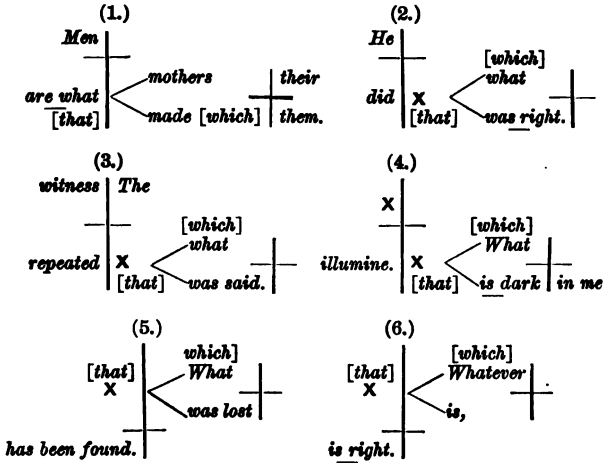 (1.)
Men
are what
[that]
mothers
their
made [which]
them.
(2.)
He
did X
[that]
[which]
what
was right.
(3.)
witness The
repeated X
[that]
[which]
what
was said.
(4.)
X
illumine. X
[that]
[which]
What
is dark in me
(5.)
[that]
X
which]
What
was lost
has been found.
(6.)
[that]
X
[which]
Whatever
is,
is right.